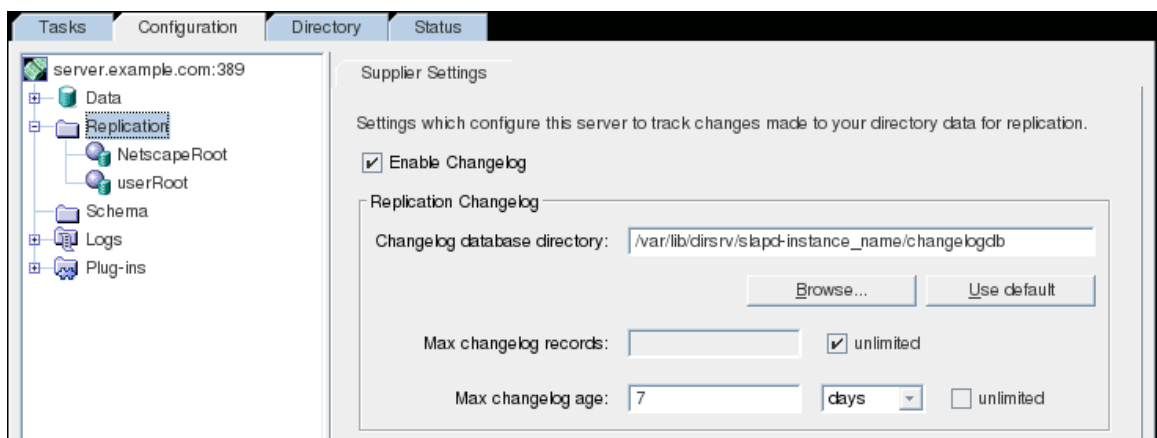 Tasks Configuration Directory Status
server.example.com:389
Data
Replication
NetscapeRoot
userRoot
Schema
Logs
Plug-ins
Supplier Settings
Settings which configure this server to track changes made to your directory data for replication.
Enable Changelog
Replication Changelog
Changelog database directory: /var/lib/dirsrv/slapd-instance_name/changelogdb
Browse... Use default
Max changelog records: unlimited
Max changelog age: 7 days unlimited